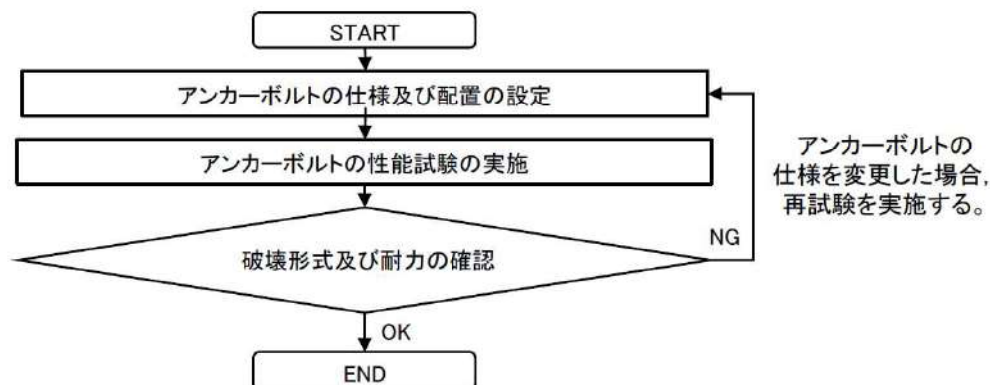 START
アンカーボルトの仕様及び配置の設定
アンカーボルトの性能試験の実施
アンカーボルトの
仕様を変更した場合,
再試験を実施する。
NG
破壊形式及び耐力の確認
OK
END